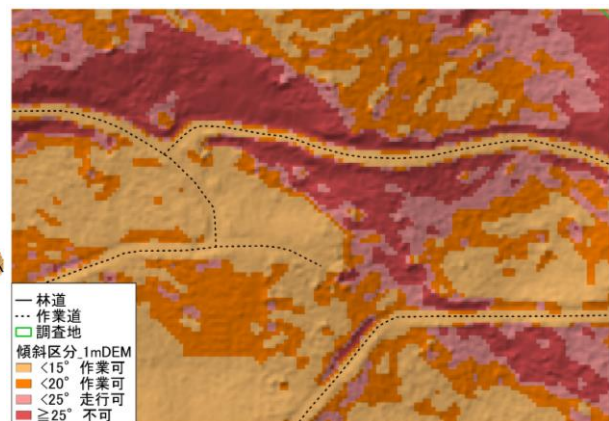 林道
作業道
調査地
傾斜区分_1mDEM
<15° 作業可
<20° 作業可
<25° 走行可
≧25° 不可